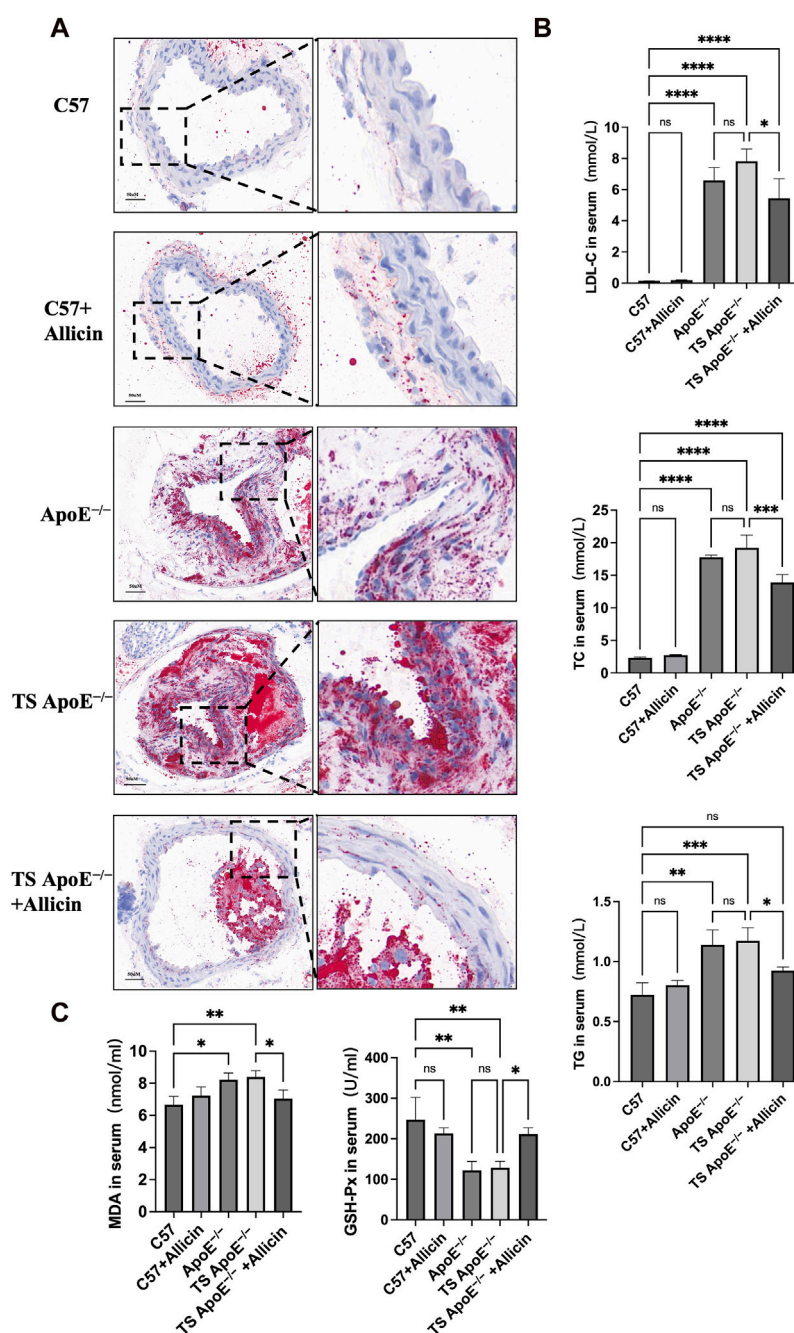 A
C57
50uM
C57+
Allicin
50uM
ApoE−/−
50uM
TS ApoE−/−
50uM
TS ApoE−/−
+Allicin
50uM
B
****
****
****
ns
ns
*
LDL-C in serum (mmol/L)
10
8
6
4
2
0
C57
C57+Allicin
ApoE−/−
TS ApoE−/−
TS ApoE−/− +Allicin
****
****
****
ns
ns
***
TC in serum (mmol/L)
25
20
15
10
5
0
C57
C57+Allicin
ApoE−/−
TS ApoE−/−
TS ApoE−/− +Allicin
ns
***
**
ns
ns
*
TG in serum (mmol/L)
1.5
1.0
0.5
0.0
C57
C57+Allicin
ApoE−/−
TS ApoE−/−
TS ApoE−/− +Allicin
C
**
*
*
MDA in serum (nmol/ml)
10
8
6
4
2
0
C57
C57+Allicin
ApoE−/−
TS ApoE−/−
TS ApoE−/− +Allicin
**
**
ns
ns
*
GSH-Px in serum (U/ml)
400
300
200
100
0
C57
C57+Allicin
ApoE−/−
TS ApoE−/−
TS ApoE−/− +Allicin